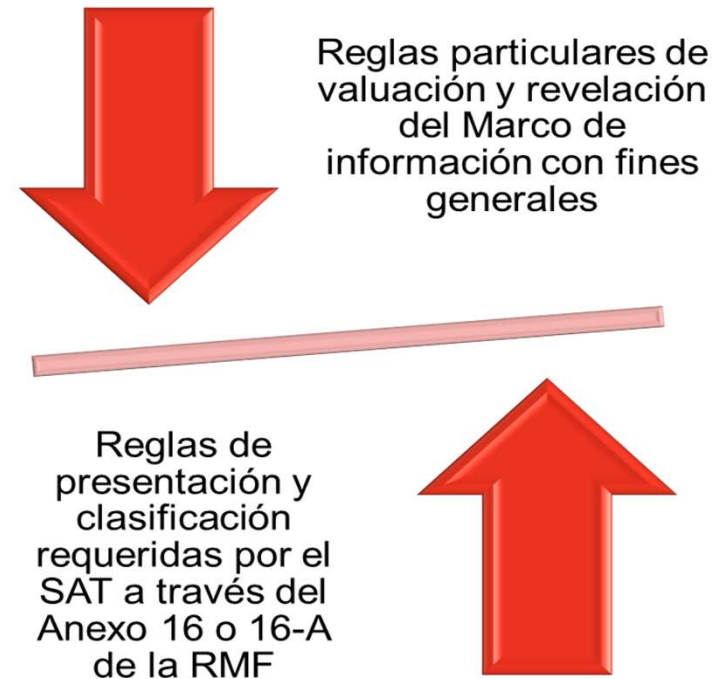 Reglas particulares de
valuación y revelación
del Marco de
información con fines
generales
Reglas de
presentación y
clasificación
requeridas por el
SAT a través del
Anexo 16 o 16-A
de la RMF